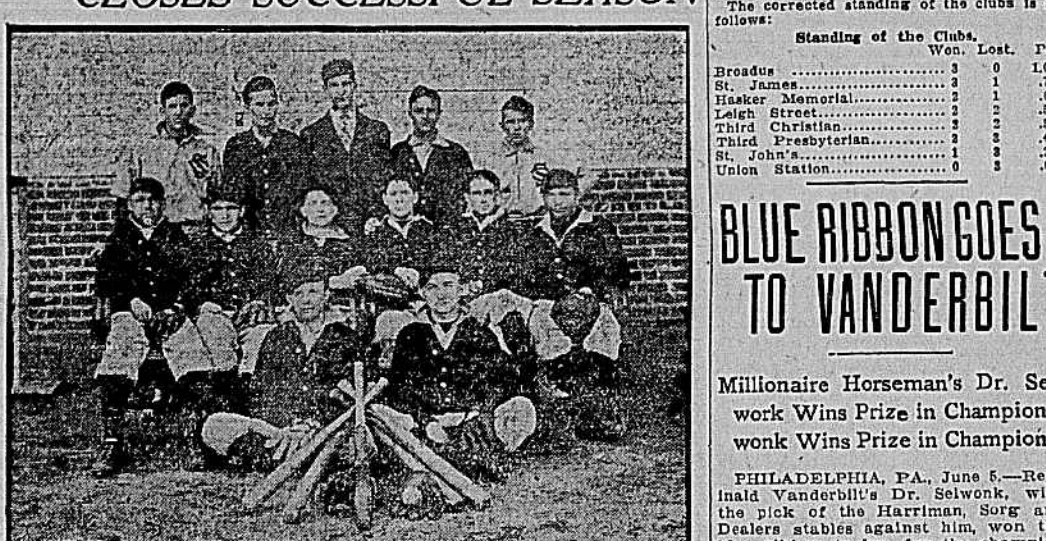 CLOSES SUCCESSFUL SEASON
The corrected standing of the clubs is
follows:
Standing of the Clubs.
Won. Lost.
Broadus .................... 3 0
St. James................... 3 1
Hasker Memorial............. 2 1
Leigh Street................ 2 2
Third Christian............. 2
Third Presbyterian.......... 2 3
St. John's.................. 1 3
Union Station............... 0 3
BLUE RIBBON GOES
TO VANDERBIL
Millionaire Horseman's Dr. Se
work Wins Prize in Champion
wonk Wins Prize in Champion
PHILADELPHIA, PA., June 5.—Re
inald Vanderbilt's Dr. Selwonk, wi
the pick of the Harriman, Sorg a
Dealers stables against him, won t